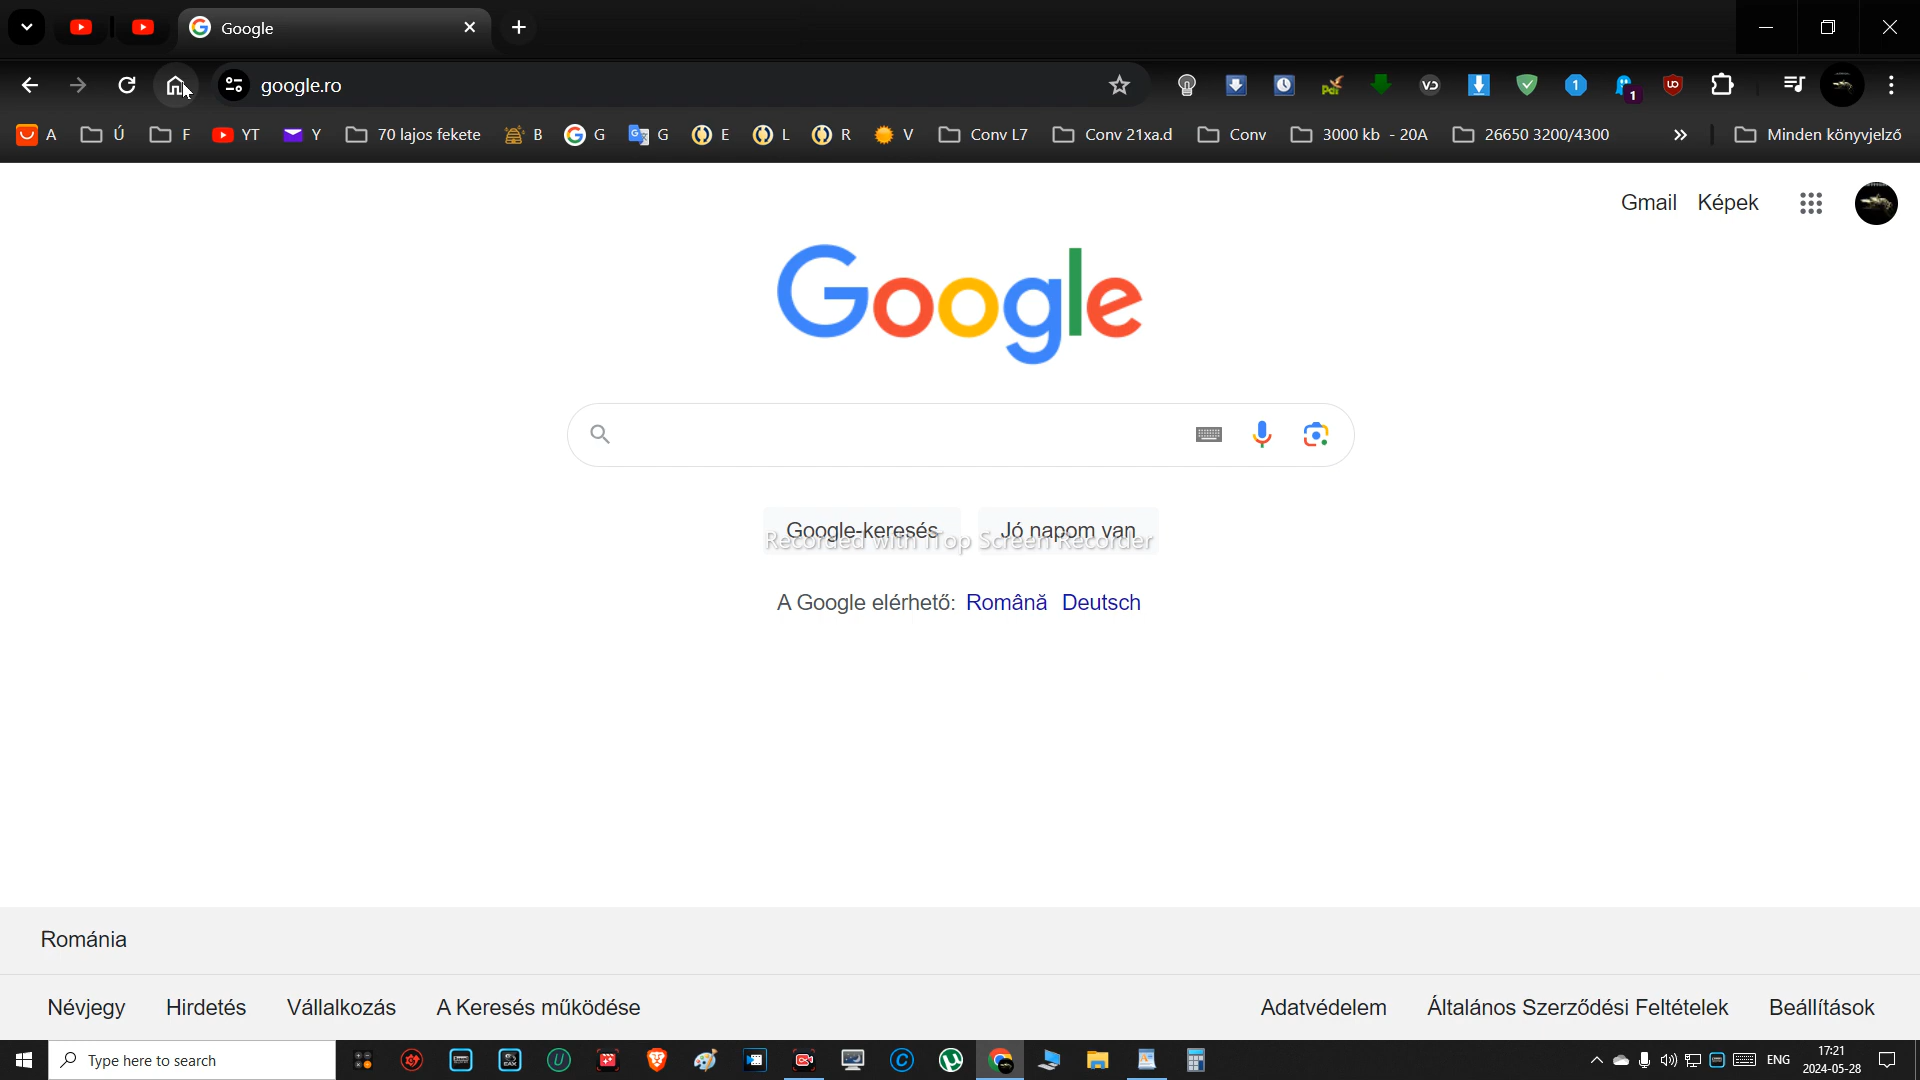 Google
google.ro
1
A Ú F YT Y 70 lajos fekete B G G E L R V Conv L7 Conv 21xa.d Conv 3000 kb - 20A 26650 3200/4300 » Minden könyvjelző
Gmail Képek
Google
Google-keresés Jó napom van
Recorded with iTop Screen Recorder
A Google elérhető: Română Deutsch
Románia
Névjegy Hirdetés Vállalkozás A Keresés működése Adatvédelem Általános Szerződési Feltételek Beállítások
Type here to search ENG 17:21
2024-05-28